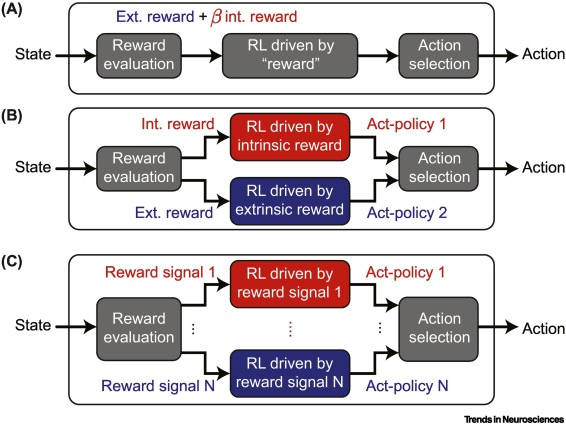 (A)
Ext. reward + β int. reward
State
Reward
evaluation
RL driven by
“reward”
Action
selection
Action
(B)
Int. reward
RL driven by
intrinsic reward
Act-policy 1
State
Reward
evaluation
Action
selection
Action
Ext. reward
RL driven by
extrinsic reward
Act-policy 2
(C)
Reward signal 1
RL driven by
reward signal 1
Act-policy 1
State
Reward
evaluation
...
...
...
Action
selection
Action
Reward signal N
RL driven by
reward signal N
Act-policy N
Trends in Neurosciences